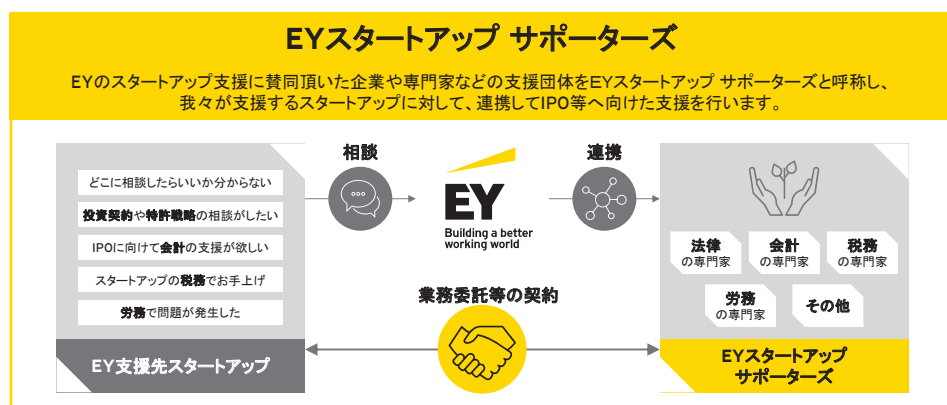 EYスタートアップ サポーターズ
EYのスタートアップ支援に賛同頂いた企業や専門家などの支援団体をEYスタートアップ サポーターズと呼称し、
我々が支援するスタートアップに対して、連携してIPO等へ向けた支援を行います。
どこに相談したらいいか分からない
投資契約や特許戦略の相談がしたい
IPOに向けて会計の支援が欲しい
スタートアップの税務でお手上げ
労務で問題が発生した
EY支援先スタートアップ
相談
EY
Building a better
working world
連携
業務委託等の契約
法律
の専門家
会計
の専門家
税務
の専門家
労務
の専門家
その他
EYスタートアップ
サポーターズ